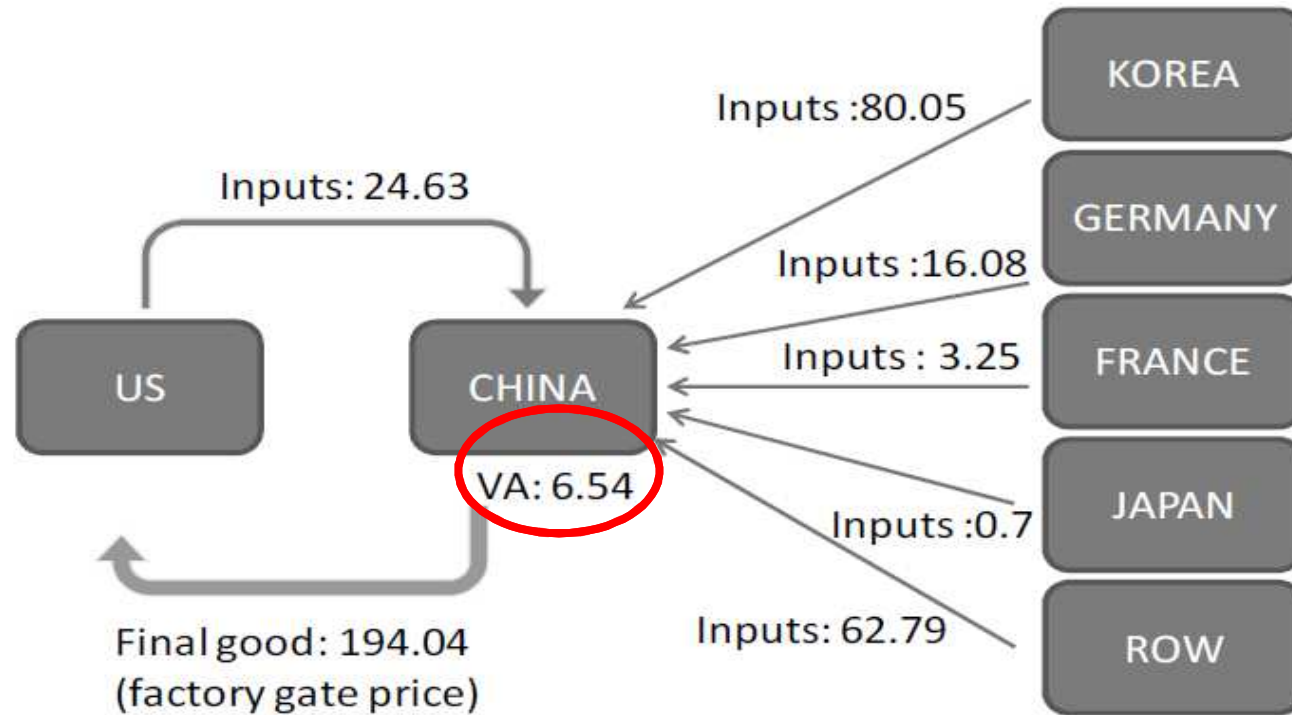 KOREA
Inputs :80.05
Inputs: 24.63
GERMANY
Inputs :16.08
US
CHINA
Inputs : 3.25
FRANCE
VA: 6.54
Inputs :0.7
JAPAN
Inputs: 62.79
ROW
Final good: 194.04
(factory gate price)